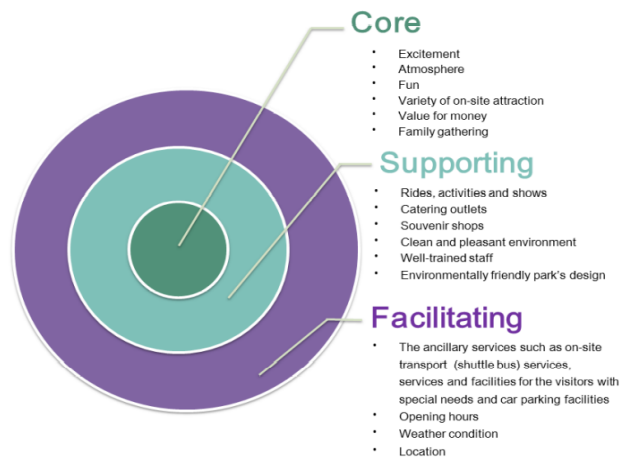 Core
• Excitement
• Atmosphere
• Fun
• Variety of on-site attraction
• Value for money
• Family gathering
Supporting
• Rides, activities and shows
• Catering outlets
• Souvenir shops
• Clean and pleasant environment
• Well-trained staff
• Environmentally friendly park's design
Facilitating
• The ancillary services such as on-site
transport (shuttle bus) services,
services and facilities for the visitors with
special needs and car parking facilities
• Opening hours
• Weather condition
• Location